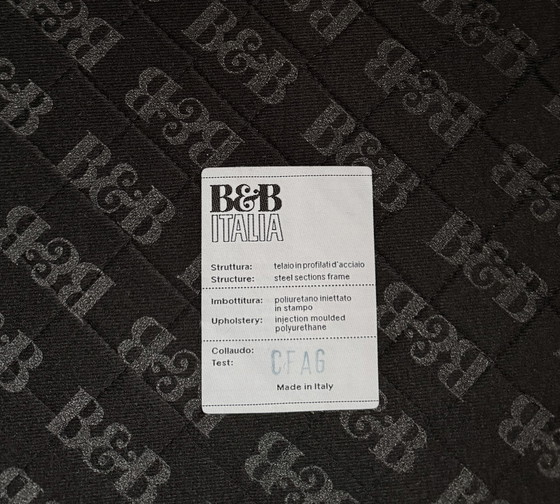 B&B
ITALIA
Struttura: telaio in profilati d'acciaio
Structure: steel sections frame
Imbottitura: poliuretano iniettato
in stampo
Upholstery: injection moulded
polyurethane
Collaudo:
Test: CFA6
Made in Italy
B&B
B&B
B&B
B&B
B&B
B&B
B&B
B&B
B&B
B&B
B&B
B&B